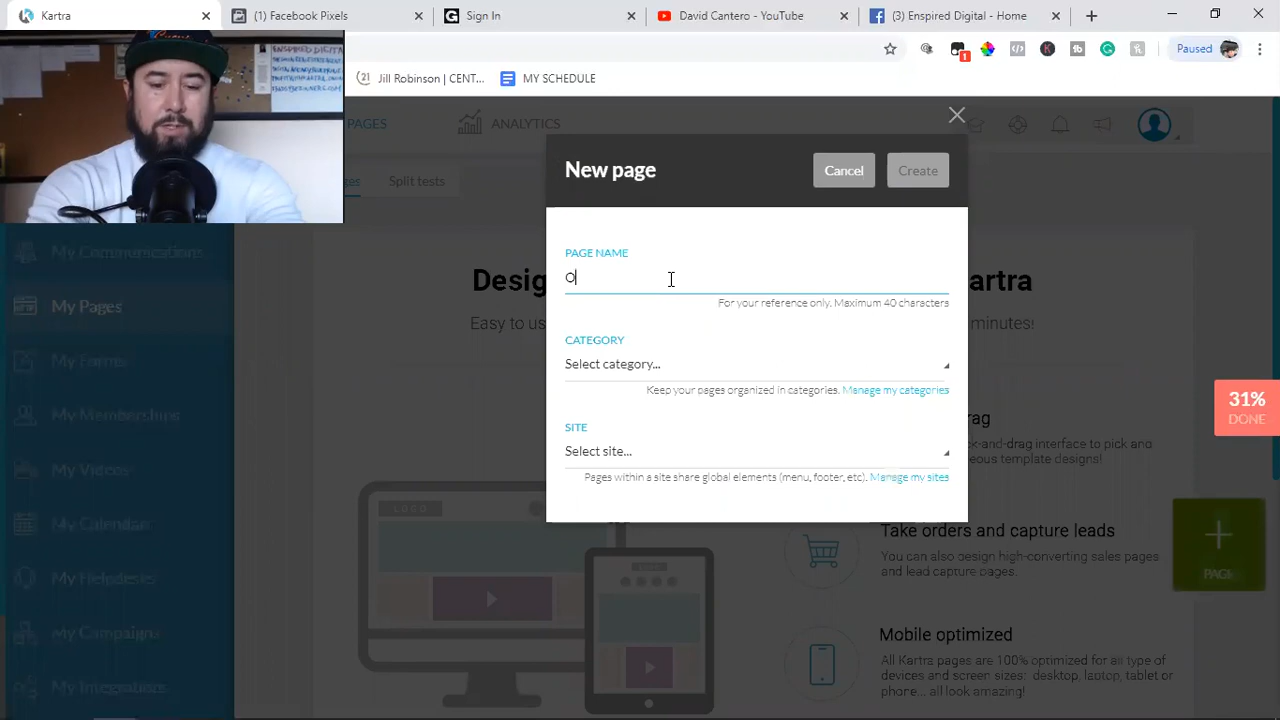 Kartra
(1) Facebook Pixels
Sign In
David Cantero - YouTube
(3) Enspired Digital - Home
Paused
1
Jill Robinson | CENT...
MY SCHEDULE
PAGES
ANALYTICS
Split tests
New page
Cancel
Create
PAGE NAME
O
For your reference only. Maximum 40 characters
CATEGORY
Select category...
Keep your pages organized in categories. Manage my categories
SITE
Select site...
Pages within a site share global elements (menu, footer, etc). Manage my sites
My Communications
My Pages
My Forms
My Memberships
My Videos
My Calendar
My Helpdesks
My Campaigns
My Integrations
Desig
artra
Easy to us
minutes!
31%
DONE
rag
ck-and-drag interface to pick and
eous template designs!
Take orders and capture leads
You can also design high-converting sales pages
and lead capture pages.
Mobile optimized
All Kartra pages are 100% optimized for all type of
devices and screen sizes: desktop, laptop, tablet or
phone... all look amazing!
PAGE
LOGO